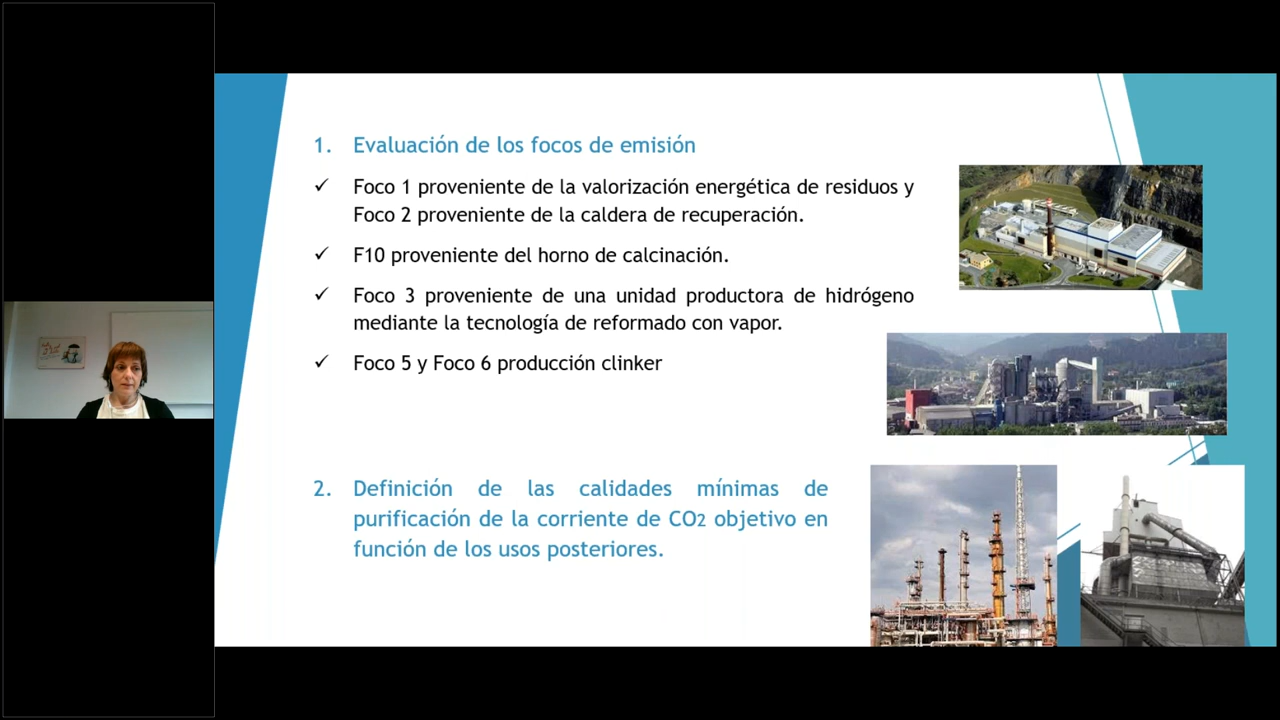 1. Evaluación de los focos de emisión
✓ Foco 1 proveniente de la valorización energética de residuos y
Foco 2 proveniente de la caldera de recuperación.
✓ F10 proveniente del horno de calcinación.
✓ Foco 3 proveniente de una unidad productora de hidrógeno
mediante la tecnología de reformado con vapor.
✓ Foco 5 y Foco 6 producción clinker
2. Definición de las calidades mínimas de
purificación de la corriente de CO2 objetivo en
función de los usos posteriores.